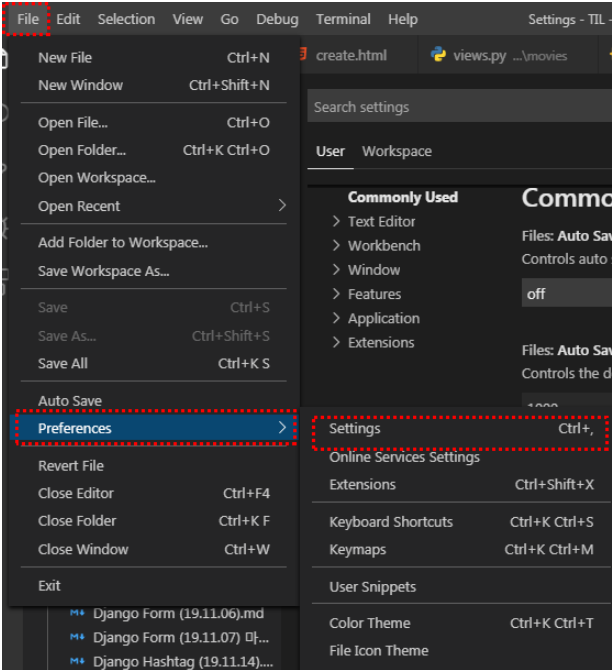 File Edit Selection View Go Debug Terminal Help Settings - TIL -
create.html views.py ...\movies
New File Ctrl+N
New Window Ctrl+Shift+N
Open File... Ctrl+O
Open Folder... Ctrl+K Ctrl+O
Open Workspace...
Open Recent
Add Folder to Workspace...
Save Workspace As...
Save Ctrl+S
Save As... Ctrl+Shift+S
Save All Ctrl+K S
Auto Save
Preferences
Revert File
Close Editor Ctrl+F4
Close Folder Ctrl+K F
Close Window Ctrl+W
Exit
Search settings
User Workspace
Commonly Used
Text Editor
Workbench
Window
Features
Application
Extensions
Commo
Files: Auto Sav
Controls auto s
off
Files: Auto Sav
Controls the d
1000
Settings Ctrl+,
Online Services Settings
Extensions Ctrl+Shift+X
Keyboard Shortcuts Ctrl+K Ctrl+S
Keymaps Ctrl+K Ctrl+M
User Snippets
Color Theme Ctrl+K Ctrl+T
File Icon Theme
Django Form (19.11.06).md
Django Form (19.11.07) 마...
Django Hashtag (19.11.14)....